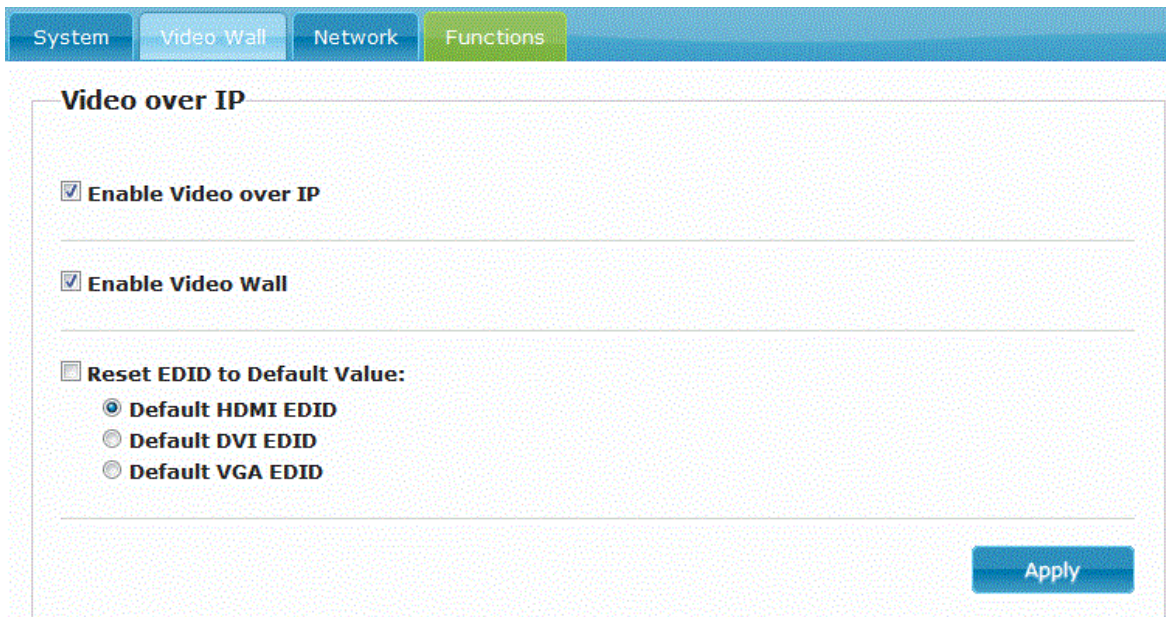 System Video Wall Network Functions
Video over IP
Enable Video over IP
Enable Video Wall
Reset EDID to Default Value:
Default HDMI EDID
Default DVI EDID
Default VGA EDID
Apply